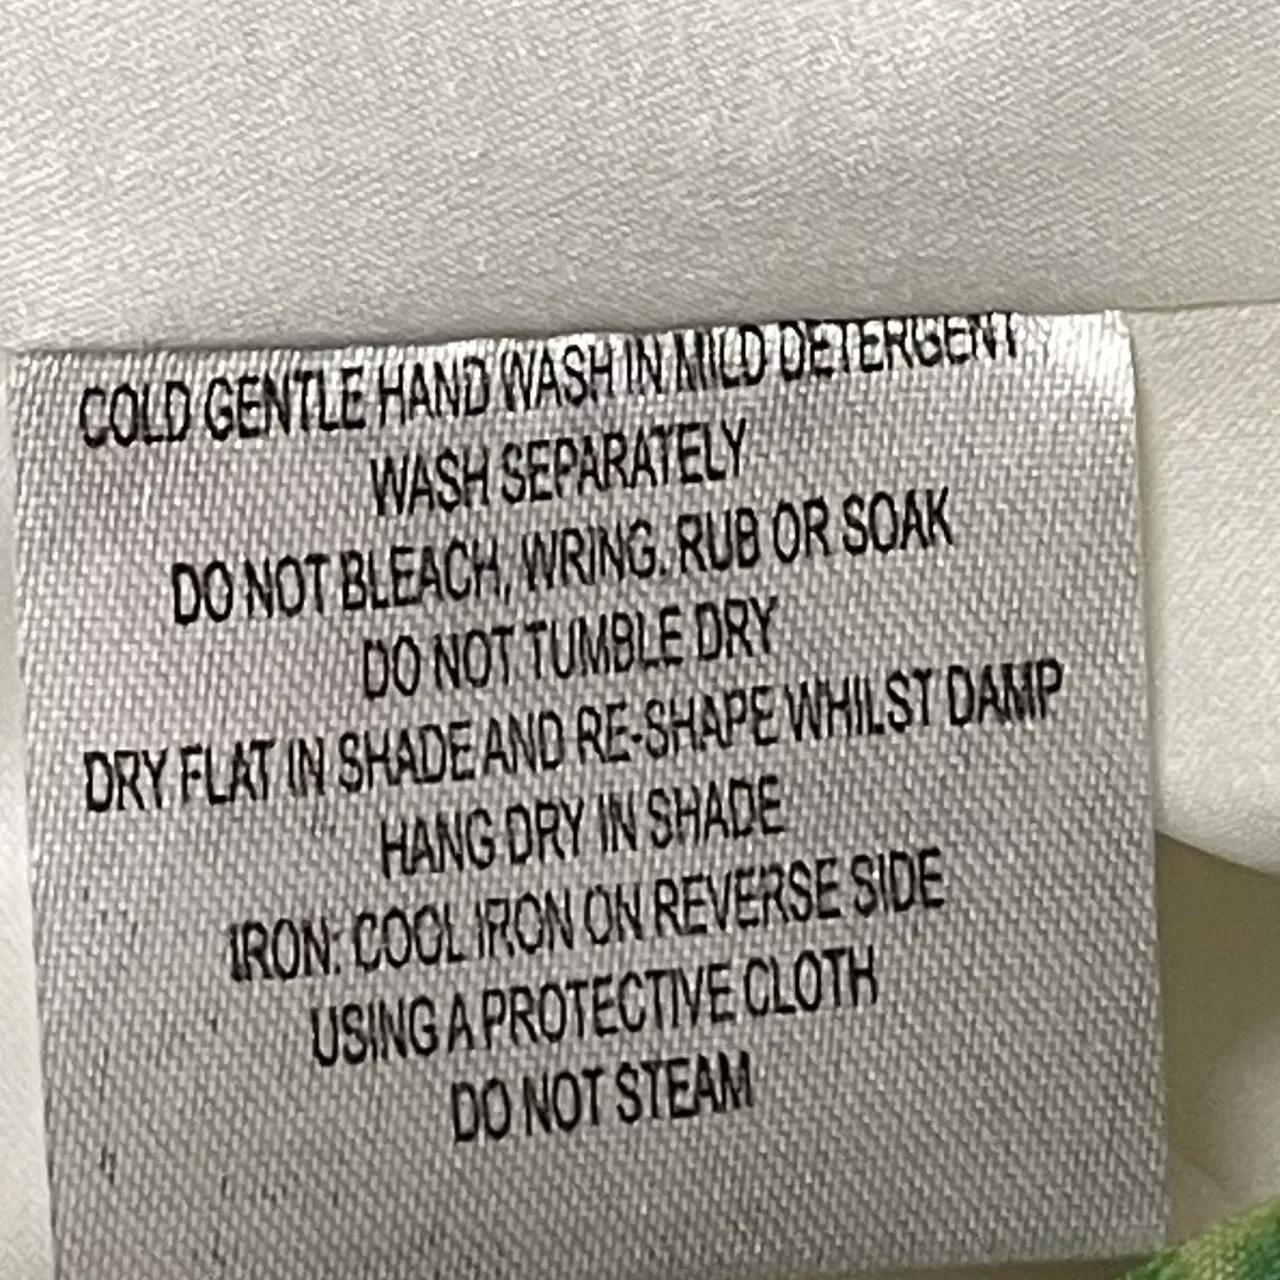 COLD GENTLE HAND WASH IN MILD DETERGENT
WASH SEPARATELY
DO NOT BLEACH, WRING. RUB OR SOAK
DO NOT TUMBLE DRY
DRY FLAT IN SHADE AND RE-SHAPE WHILST DAMP
HANG DRY IN SHADE
IRON: COOL IRON ON REVERSE SIDE
USING A PROTECTIVE CLOTH
DO NOT STEAM